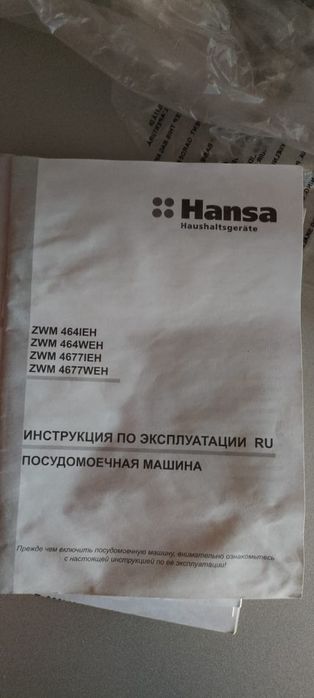 Hansa
Haushaltsgeräte
ZWM 464IEH
ZWM 464WEH
ZWM 4677IEH
ZWM 4677WEH
ИНСТРУКЦИЯ ПО ЭКСПЛУАТАЦИИ RU
ПОСУДОМОЕЧНАЯ МАШИНА
Прежде чем включить посудомоечную машину, внимательно ознакомьтесь
с настоящей инструкцией по её эксплуатации!